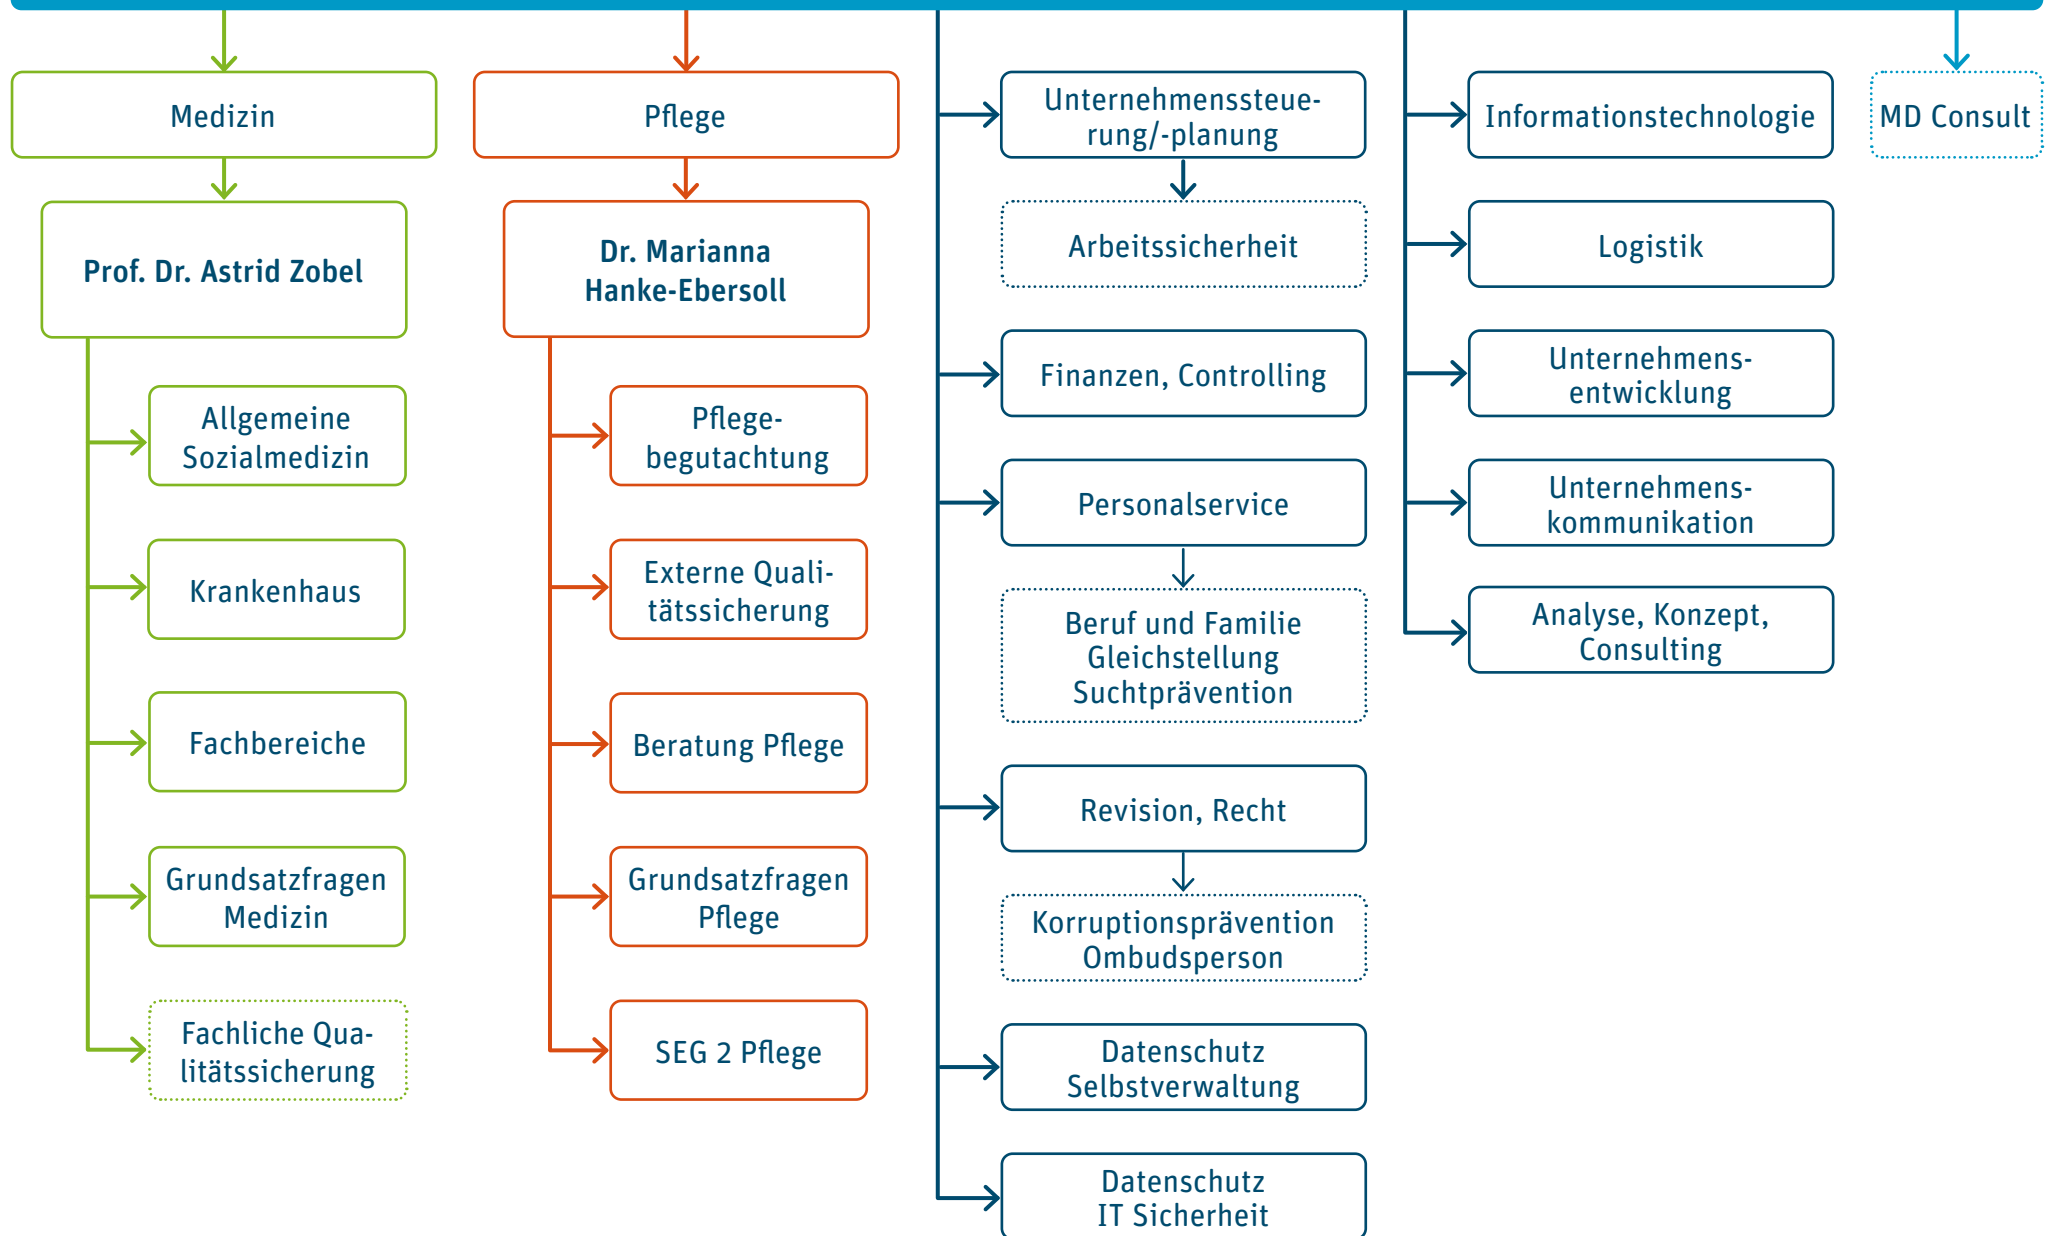 Medizin
Prof. Dr. Astrid Zobel
Allgemeine
Sozialmedizin
Krankenhaus
Fachbereiche
Grundsatzfragen
Medizin
Fachliche Qua-
litätssicherung
Pflege
Dr. Marianna
Hanke-Ebersoll
Pflege-
begutachtung
Externe Quali-
tätssicherung
Beratung Pflege
Grundsatzfragen
Pflege
SEG 2 Pflege
Unternehmenssteue-
rung/-planung
Arbeitssicherheit
Finanzen, Controlling
Personalservice
Beruf und Familie
Gleichstellung
Suchtprävention
Revision, Recht
Korruptionsprävention
Ombudsperson
Datenschutz
Selbstverwaltung
Datenschutz
IT Sicherheit
Informationstechnologie
Logistik
Unternehmens-
entwicklung
Unternehmens-
kommunikation
Analyse, Konzept,
Consulting
MD Consult